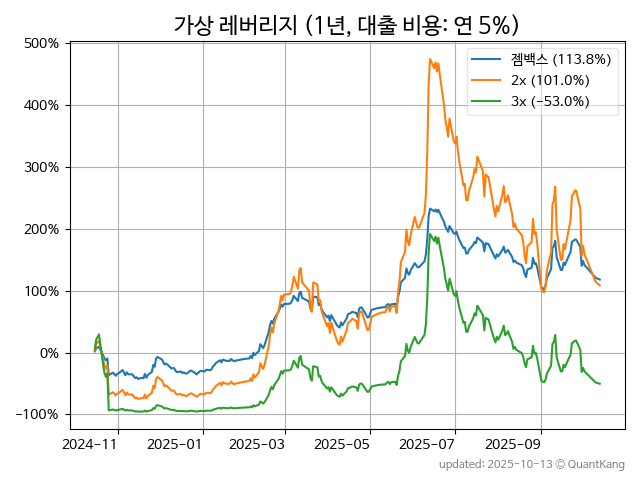 가상 레버리지 (1년, 대출 비용: 연 5%)
500%
400%
300%
200%
100%
0%
−100%
젬백스 (113.8%)
2x (101.0%)
3x (−53.0%)
2024-11
2025-01
2025-03
2025-05
2025-07
2025-09
updated: 2025-10-13 © QuantKang